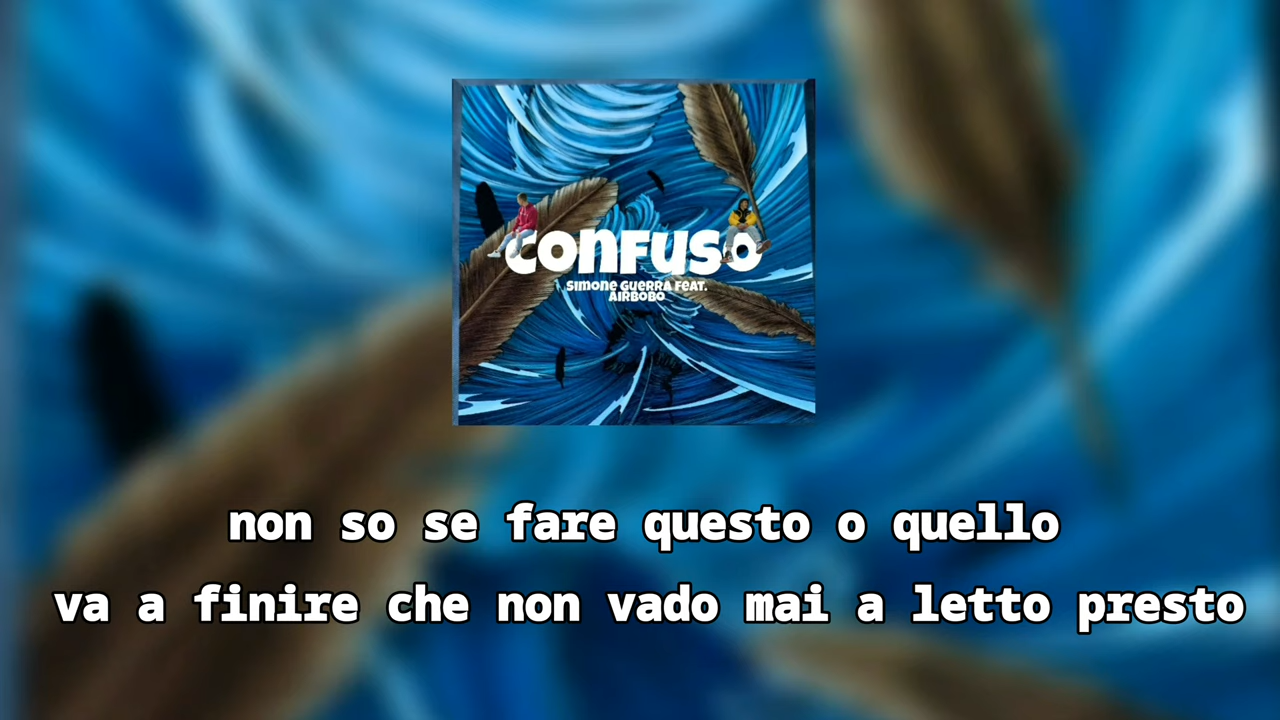 CONFUSO
SIMONE GUERRA FEAT.
AIRBOBO
non so se fare questo o quello
va a finire che non vado mai a letto presto